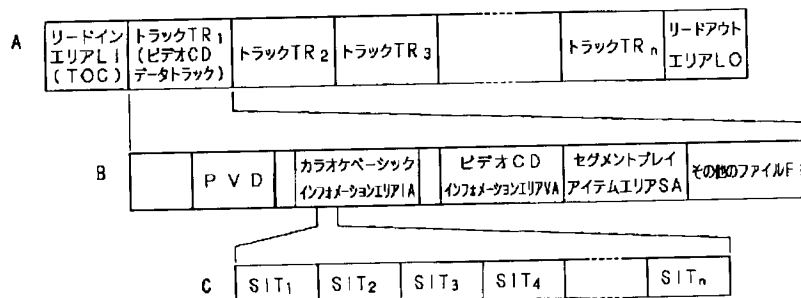 A
リードイン
エリアLI
(TOC)
トラックTR1
(ビデオCD
データトラック)
トラックTR2
トラックTR3
トラックTRn
リードアウト
エリアLO
B
PVD
カラオケベーシック
インフォメーションエリアIA
ビデオCD
インフォメーションエリアVA
セグメントプレイ
アイテムエリアSA
その他のファイルF
C
SIT1
SIT2
SIT3
SIT4
SITn